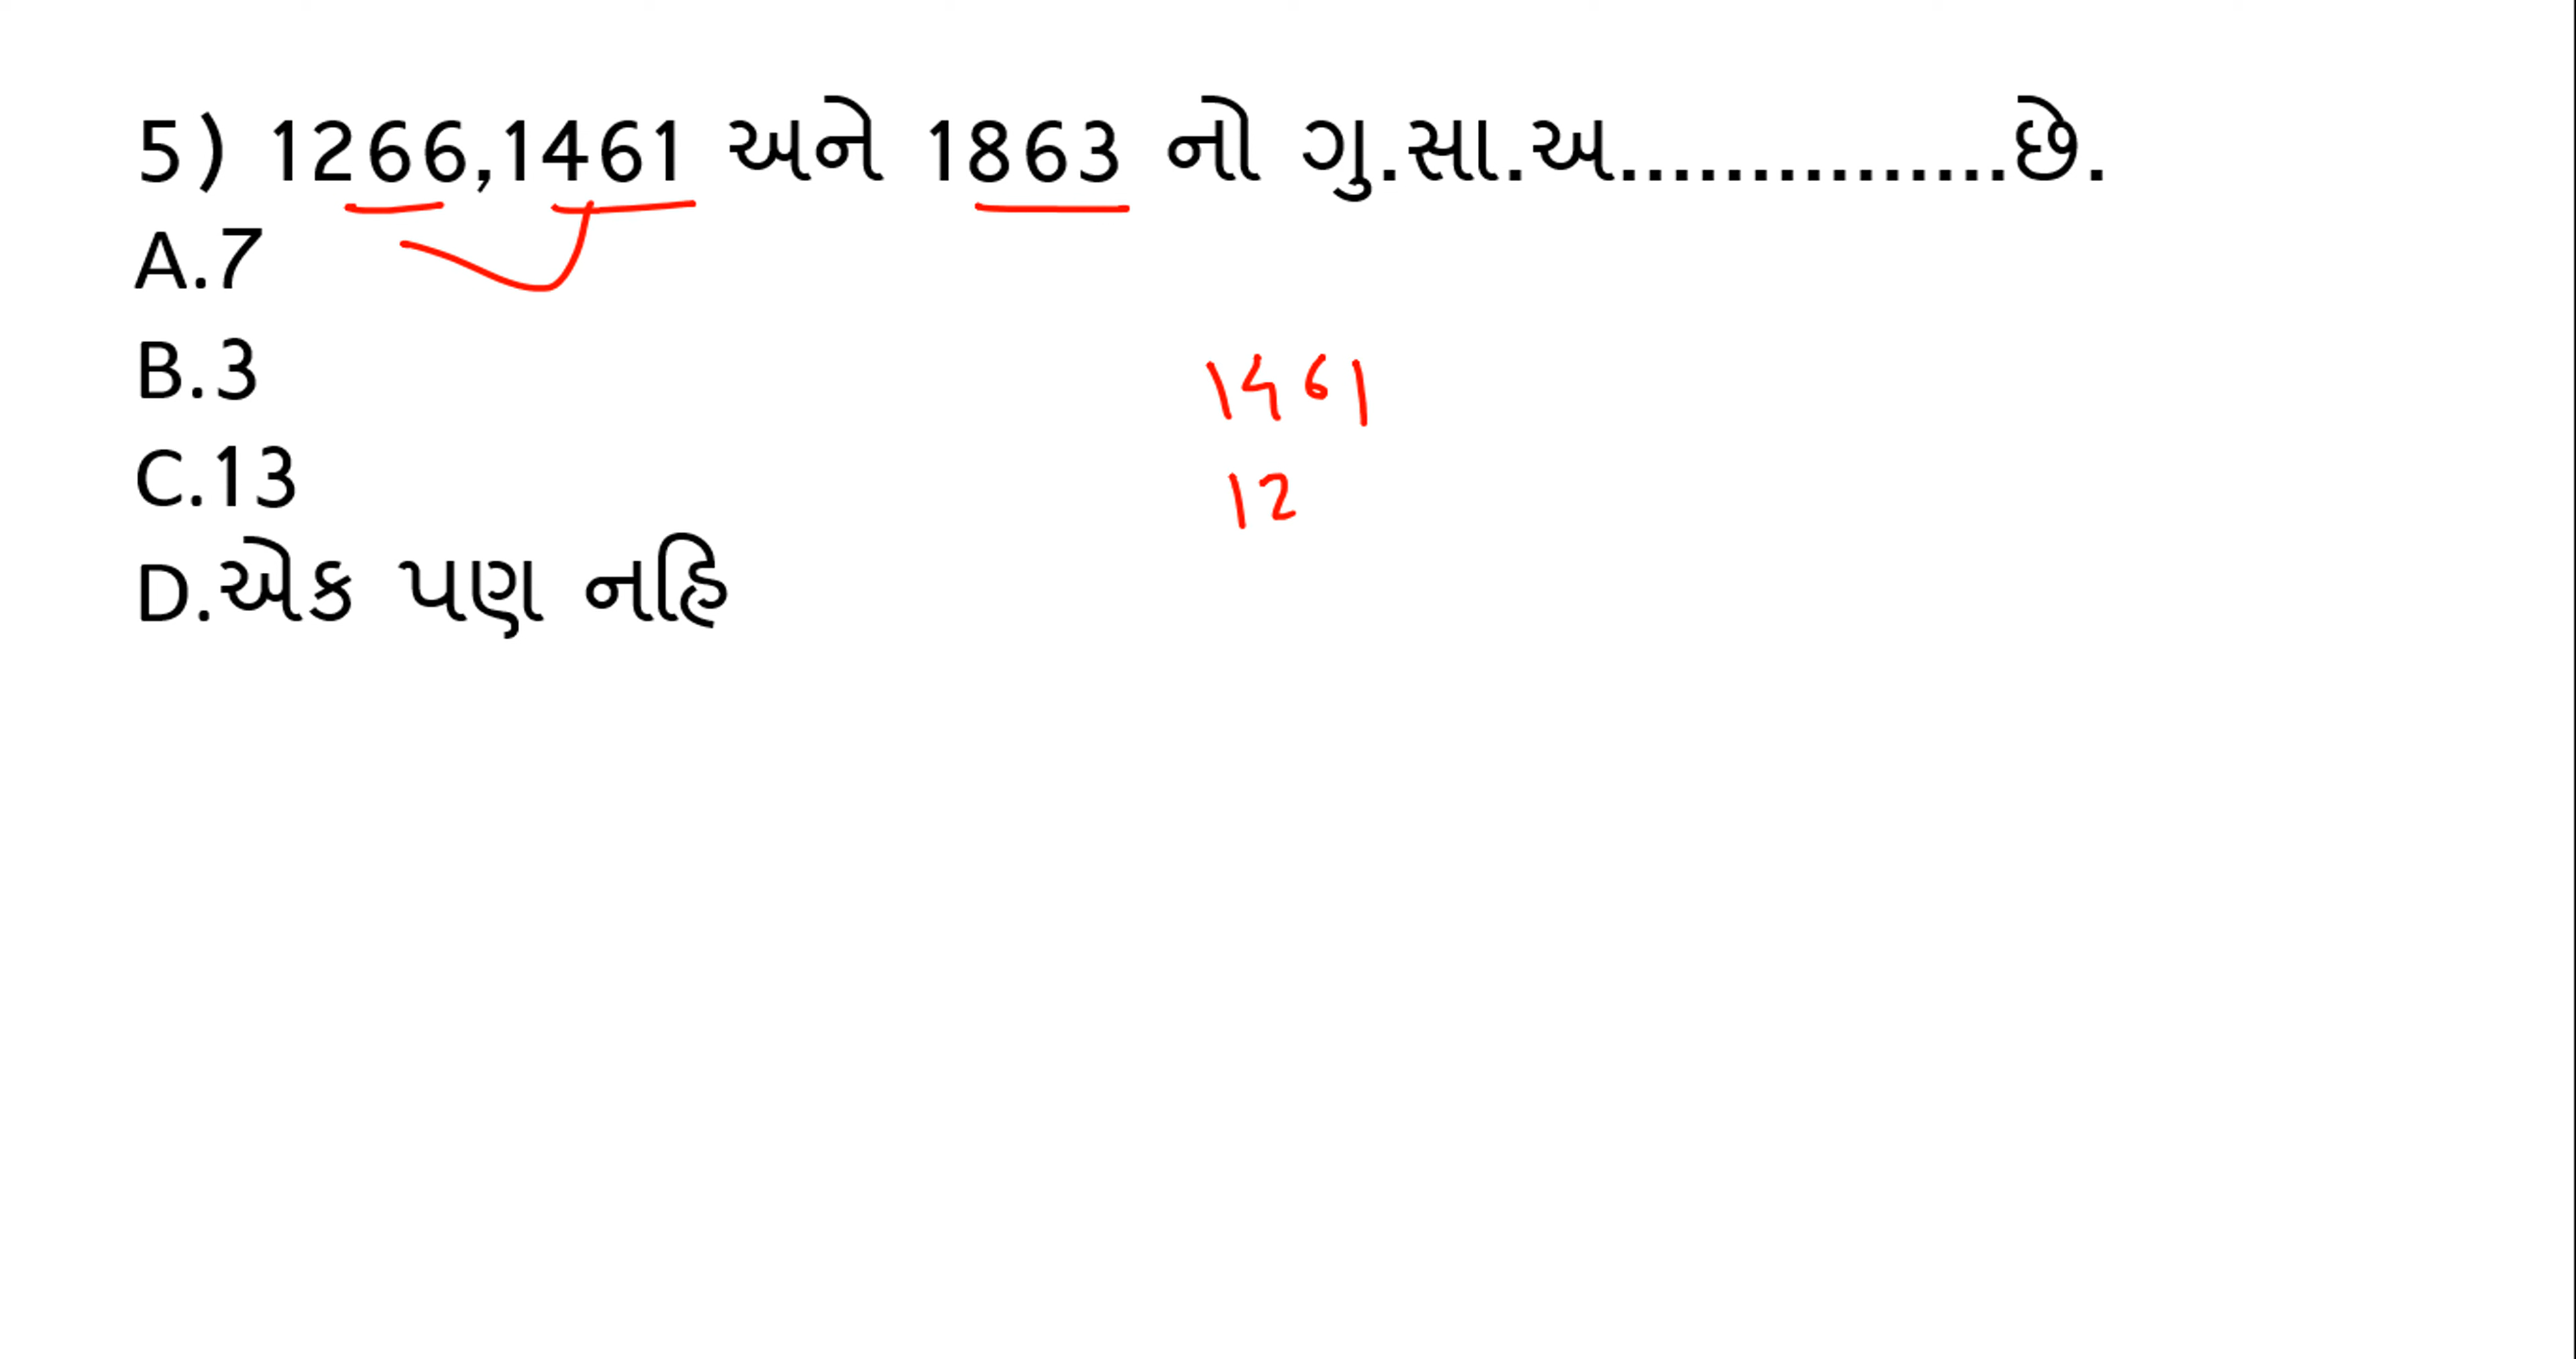 5) 1266,1461 અને 1863 નો ગુ.સા.અ...............છે.
A.7
B.3
1461
C.13
12
D.એક પણ નહિ